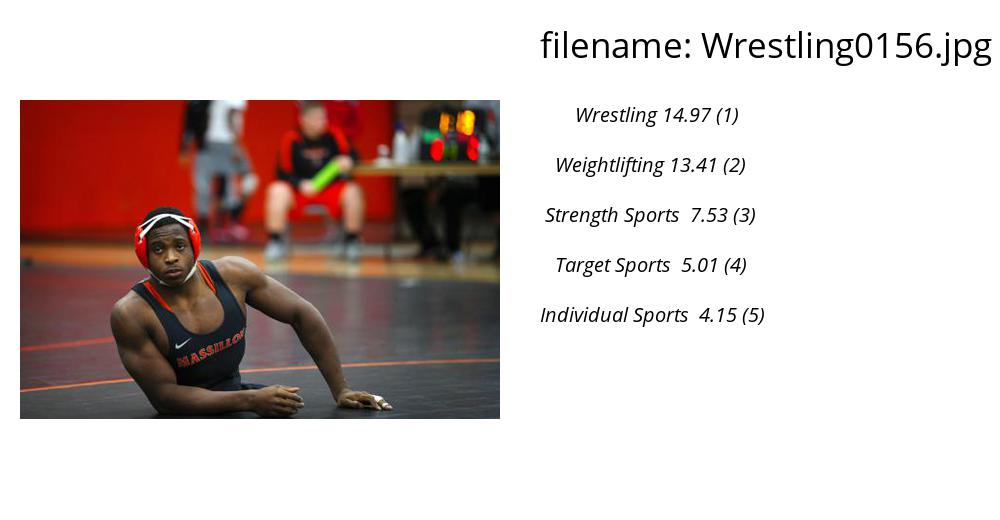 filename: Wrestling0156.jpg
Wrestling 14.97 (1)
Weightlifting 13.41 (2)
Strength Sports 7.53 (3)
Target Sports 5.01 (4)
Individual Sports 4.15 (5)
MASSILLON